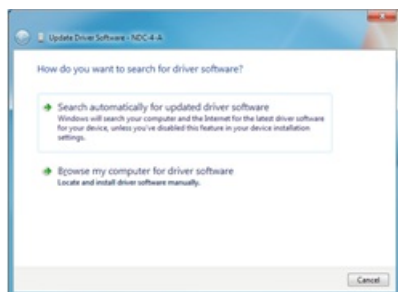 Update Driver Software - NDC-4-A
How do you want to search for driver software?
Search automatically for updated driver software
Windows will search your computer and the Internet for the latest driver software
for your device, unless you've disabled this feature in your device installation
settings.
Browse my computer for driver software
Locate and install driver software manually.
Cancel